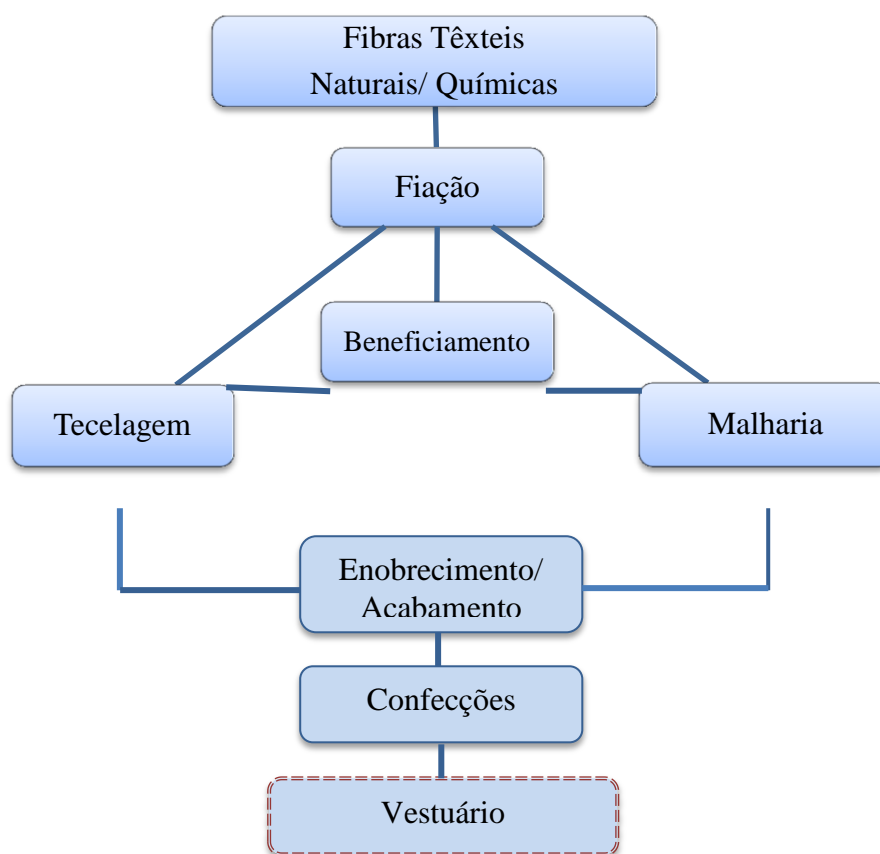 Fibras Têxteis
Naturais/ Químicas
Fiação
Beneficiamento
Tecelagem
Malharia
Enobrecimento/
Acabamento
Confecções
Vestuário